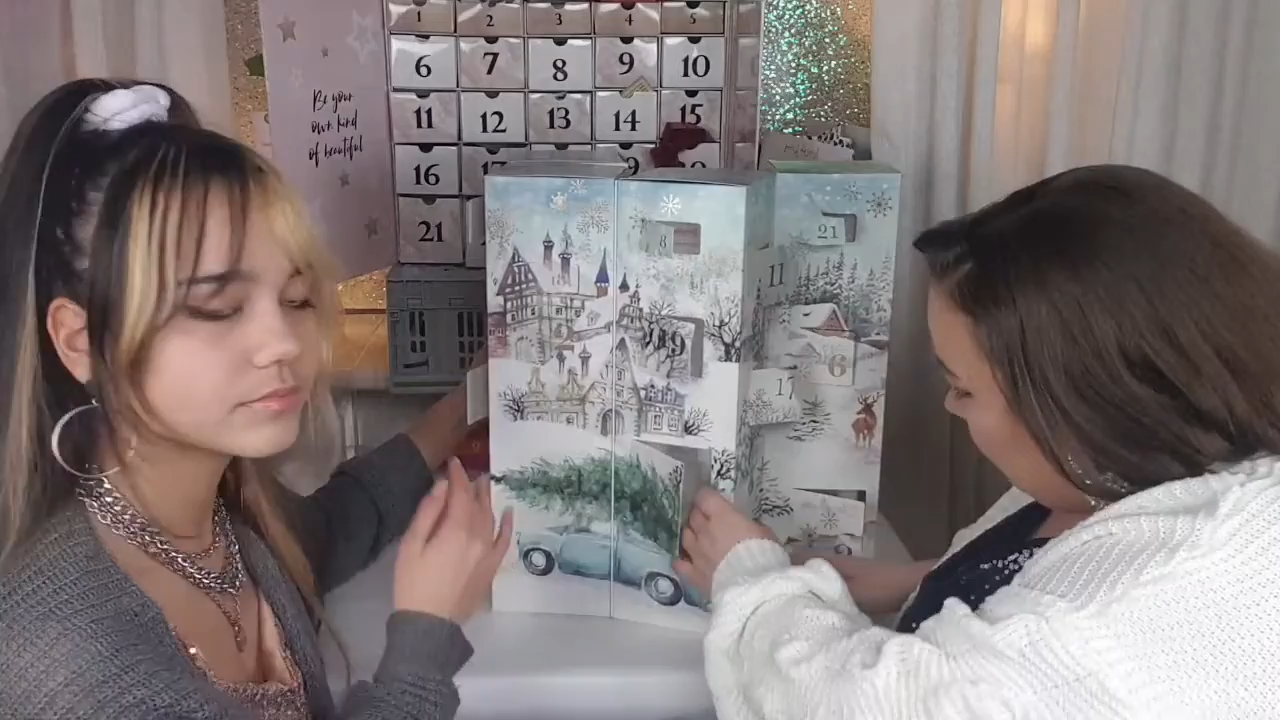 1 2 3 4 5
6 7 8 9 10
Be your
own kind
of beautiful
11 12 13 14 15
16
21
8
21
11
9
6
17